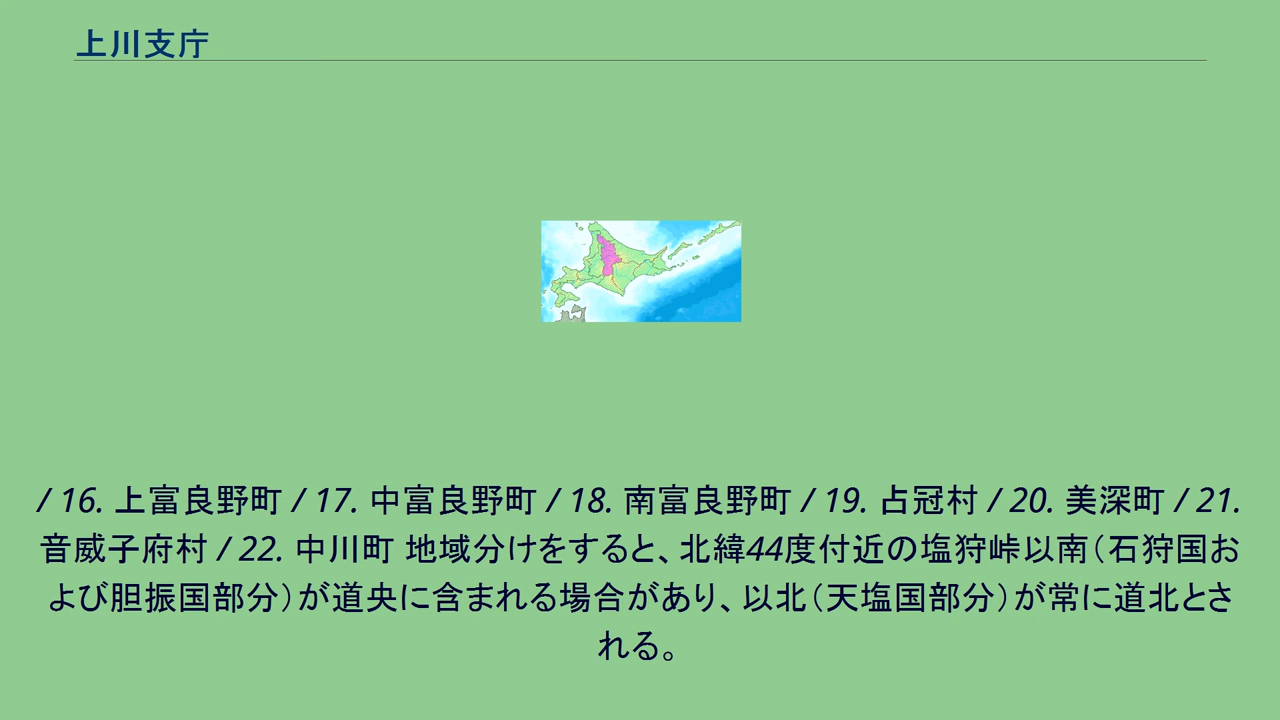 上川支庁
/ 16. 上富良野町 / 17. 中富良野町 / 18. 南富良野町 / 19. 占冠村 / 20. 美深町 / 21.
音威子府村 / 22. 中川町 地域分けをすると、北緯44度付近の塩狩峠以南（石狩国お
よび胆振国部分）が道央に含まれる場合があり、以北（天塩国部分）が常に道北とさ
れる。